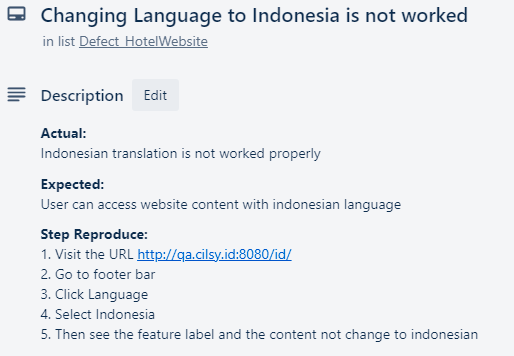 Changing Language to Indonesia is not worked
in list Defect_HotelWebsite
Description Edit
Actual:
Indonesian translation is not worked properly
Expected:
User can access website content with indonesian language
Step Reproduce:
1. Visit the URL http://qa.cilsy.id:8080/id/
2. Go to footer bar
3. Click Language
4. Select Indonesia
5. Then see the feature label and the content not change to indonesian